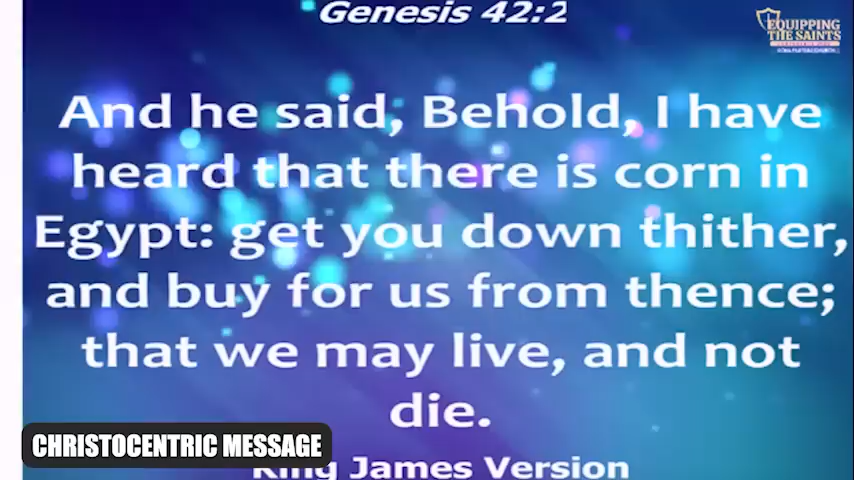 Genesis 42:2
EQUIPPING
THE SAINTS
And he said, Behold, I have
heard that there is corn in
Egypt: get you down thither,
and buy for us from thence;
that we may live, and not
die.
CHRISTOCENTRIC MESSAGE
King James Version